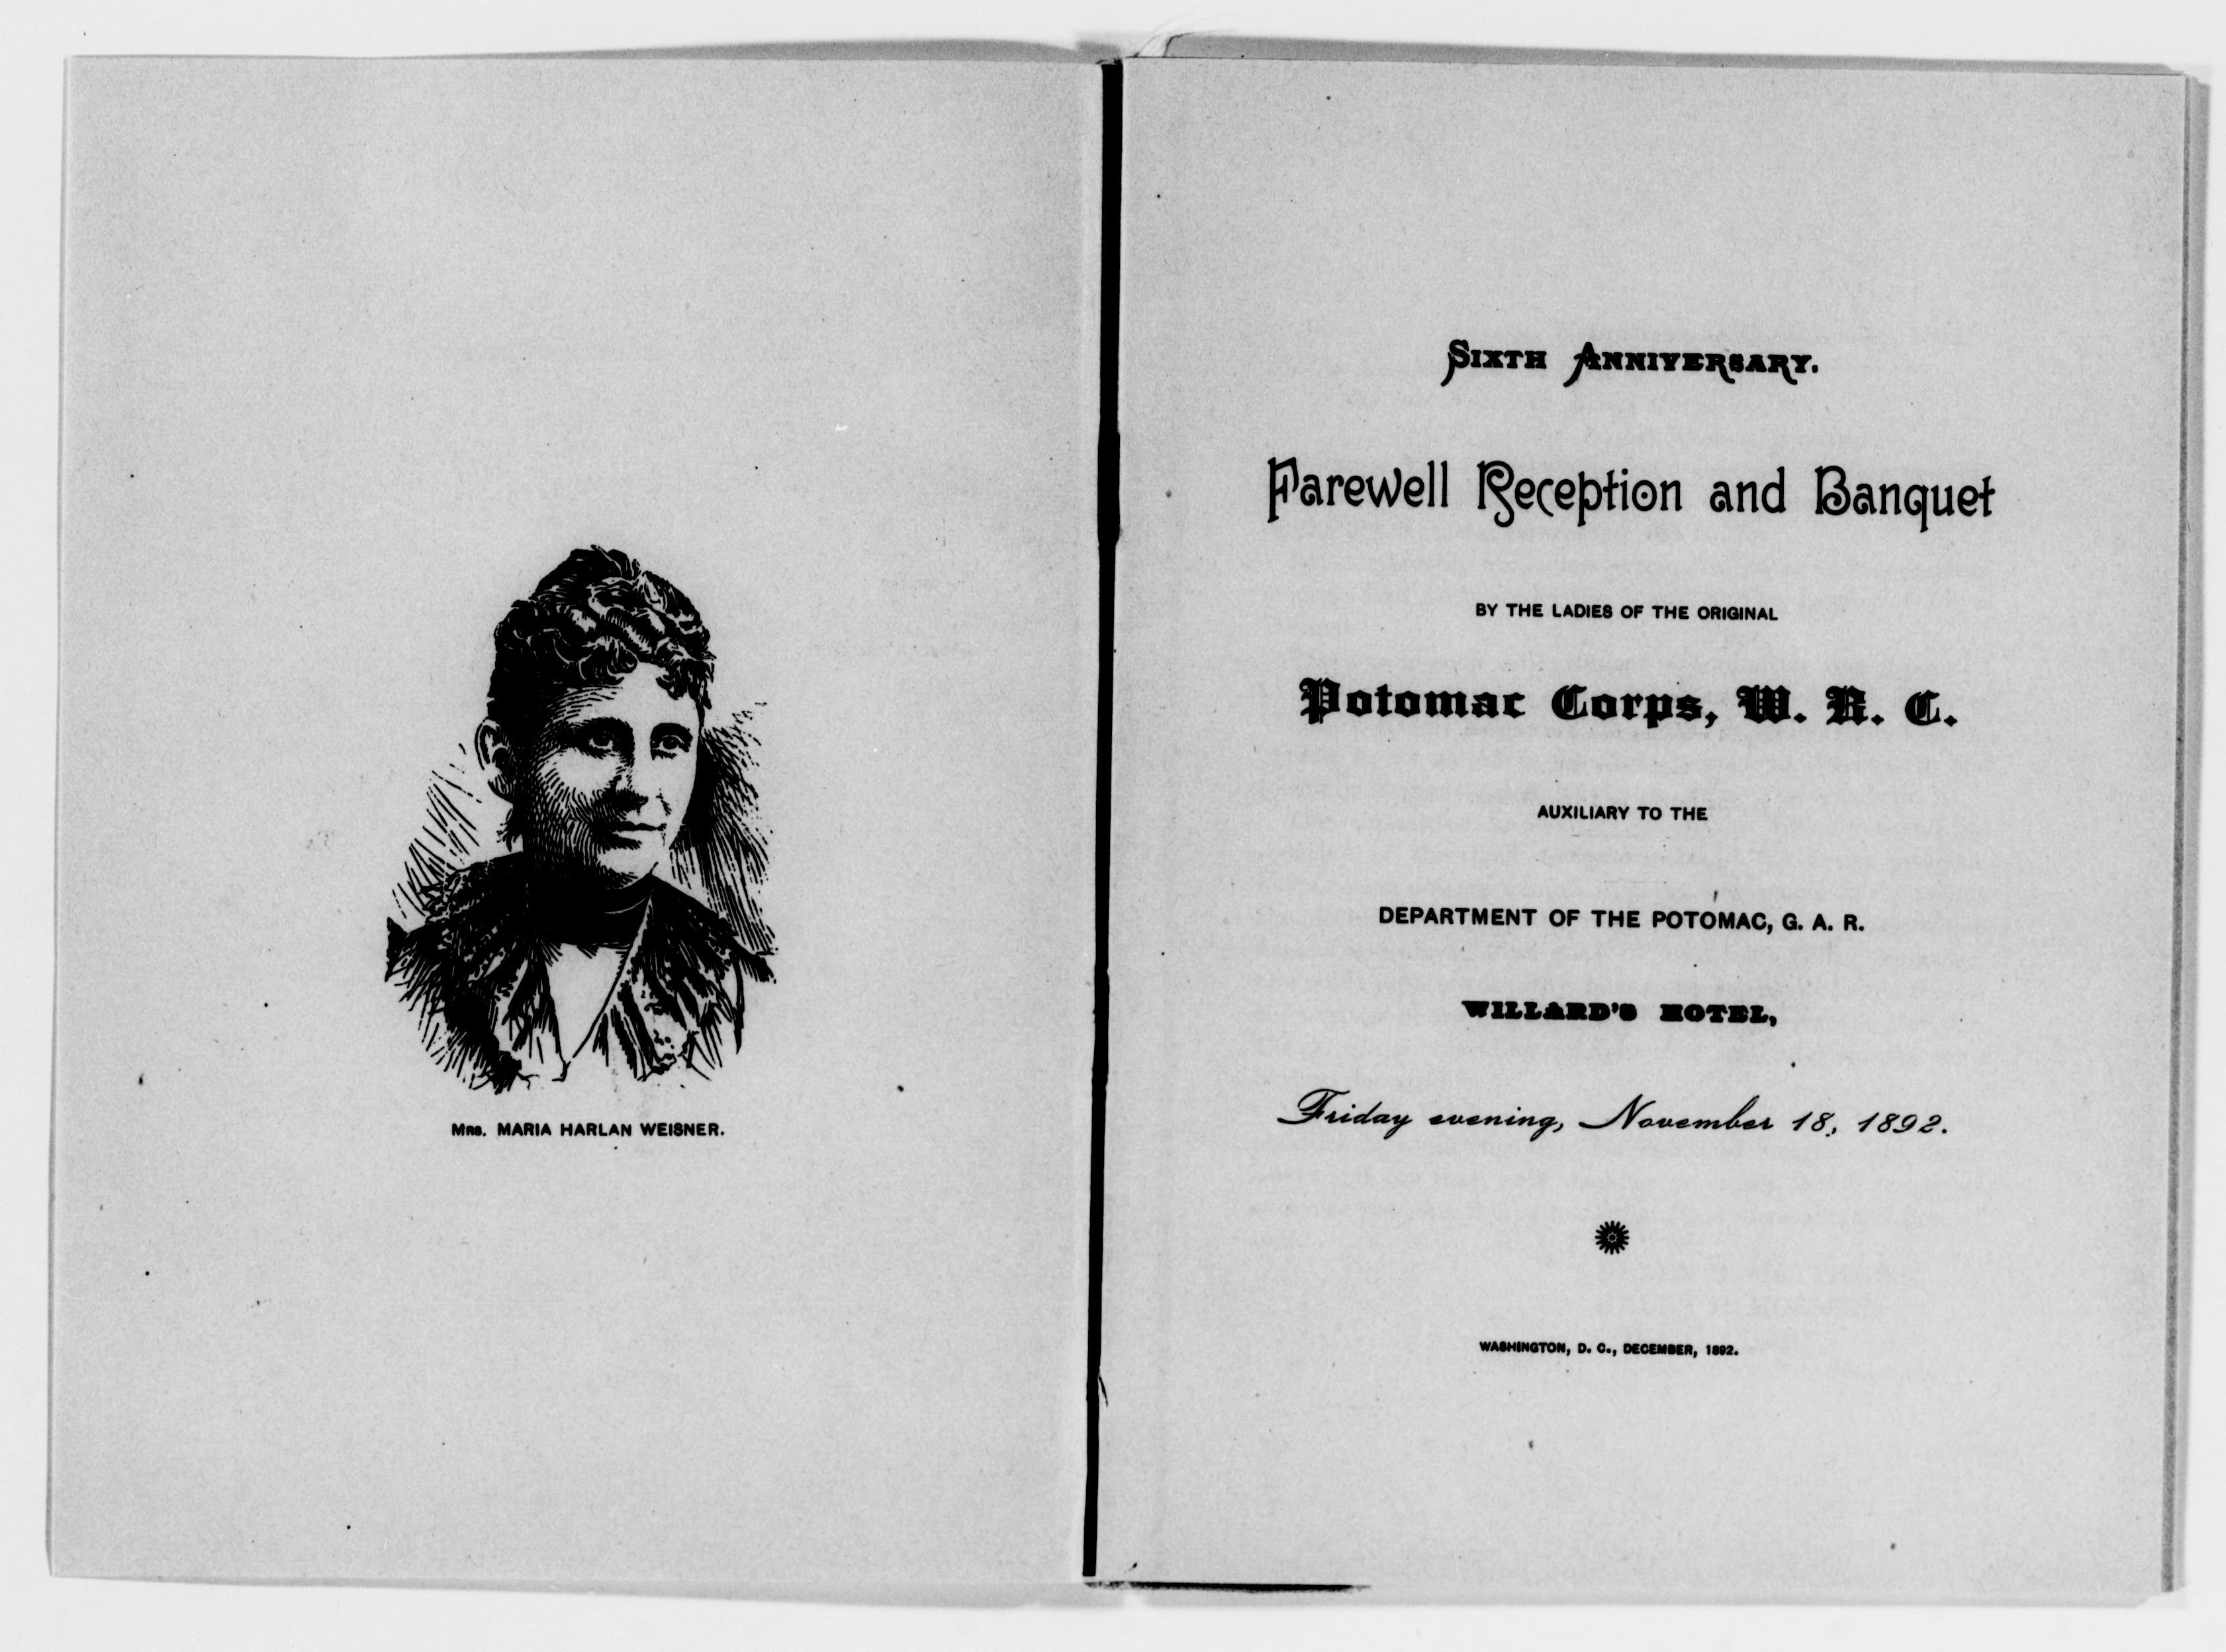 Mrs. MARIA HARLAN WEISNER.
SIXTH ANNIVERSARY.
Farewell Reception and Banquet
BY THE LADIES OF THE ORIGINAL
Potomac Corps, W. R. C.
AUXILIARY TO THE
DEPARTMENT OF THE POTOMAC, G. A. R.
WILLARD'S HOTEL,
Friday evening, November 18, 1892.
WASHINGTON, D. C., DECEMBER, 1892.